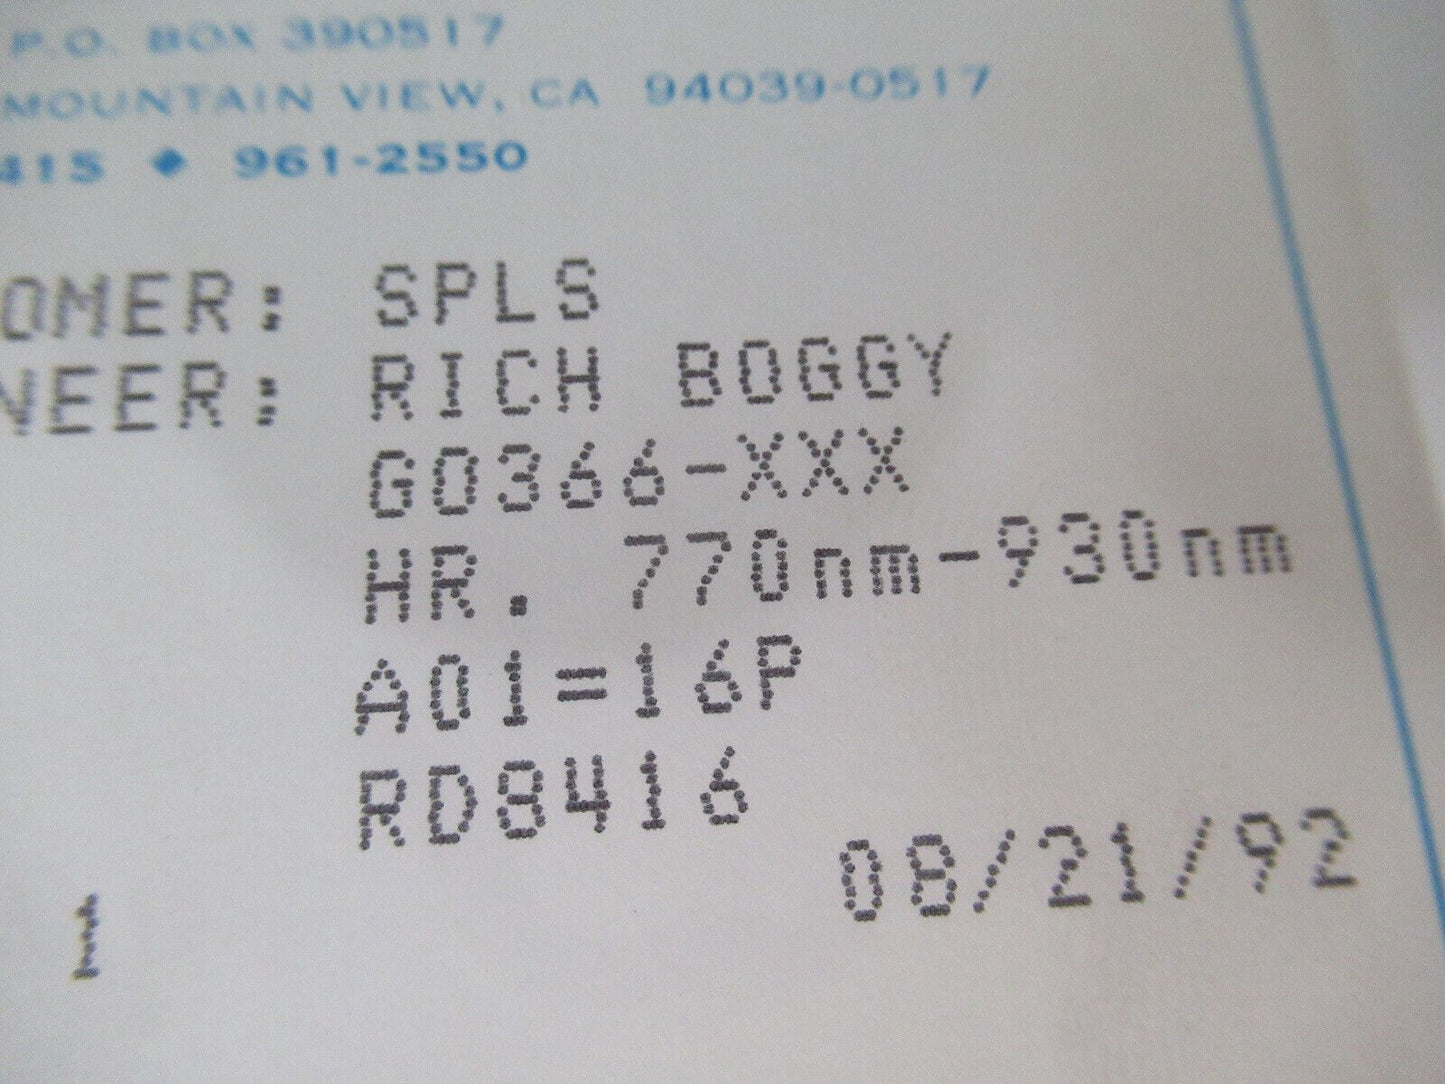 P.O. BOX 390517
MOUNTAIN VIEW, CA 94039-0517
415 ◆ 961-2550
OMER: SPLS
NEER: RICH BOGGY
G0366-XXX
HR. 770nm-930nm
A01=16P
RD8416
08/21/92
1